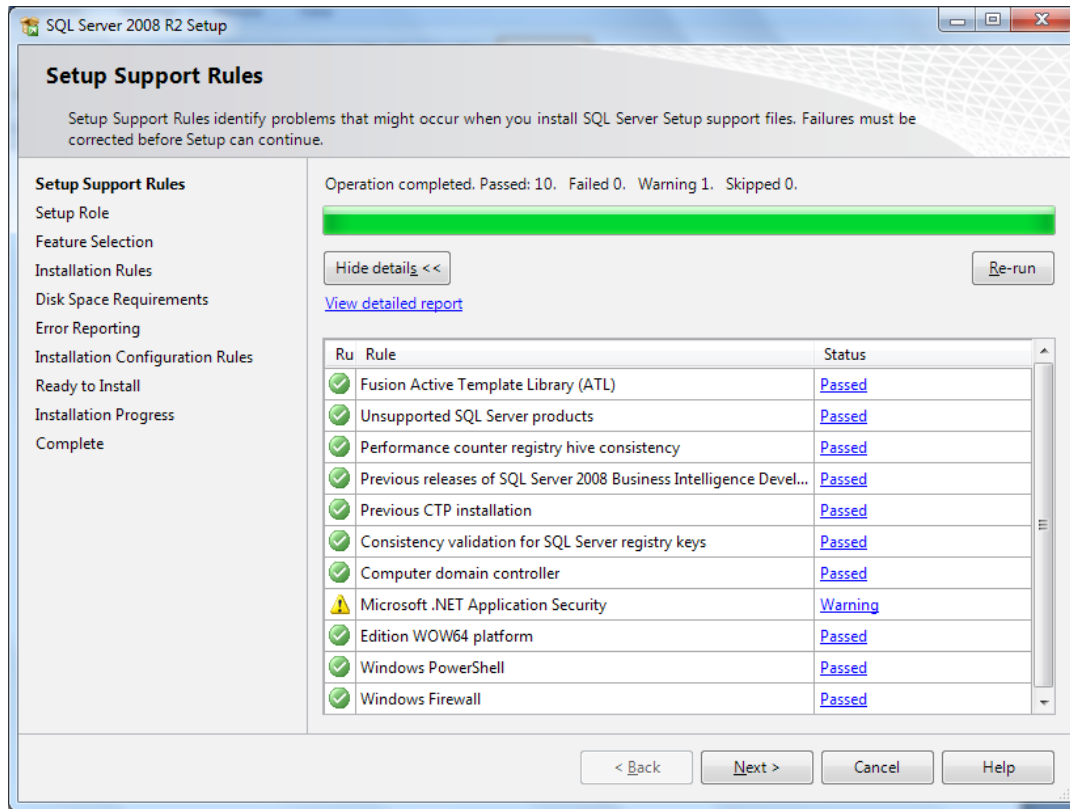 SQL Server 2008 R2 Setup
Setup Support Rules
Setup Support Rules identify problems that might occur when you install SQL Server Setup support files. Failures must be
corrected before Setup can continue.
Setup Support Rules
Setup Role
Feature Selection
Installation Rules
Disk Space Requirements
Error Reporting
Installation Configuration Rules
Ready to Install
Installation Progress
Complete
Operation completed. Passed: 10. Failed 0. Warning 1. Skipped 0.
Hide details <<
Re-run
View detailed report
Ru Rule Status
Fusion Active Template Library (ATL) Passed
Unsupported SQL Server products Passed
Performance counter registry hive consistency Passed
Previous releases of SQL Server 2008 Business Intelligence Devel... Passed
Previous CTP installation Passed
Consistency validation for SQL Server registry keys Passed
Computer domain controller Passed
Microsoft .NET Application Security Warning
Edition WOW64 platform Passed
Windows PowerShell Passed
Windows Firewall Passed
< Back Next > Cancel Help